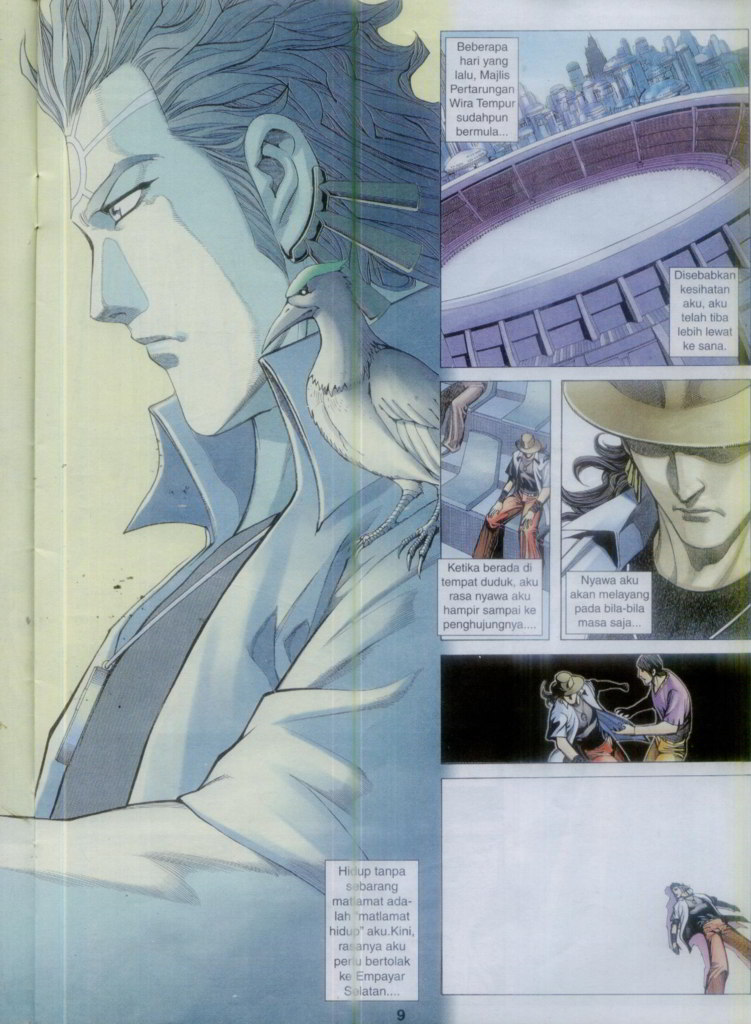 Beberapa
hari yang
lalu, Majlis
Pertarungan
Wira Tempur
sudahpun
bermula...
Disebabkan
kesihatan
aku, aku
telah tiba
lebih lewat
ke sana.
Ketika berada di
tempat duduk, aku
rasa nyawa aku
hampir sampai ke
penghujungnya....
Nyawa aku
akan melayang
pada bila-bila
masa saja...
Hidup tanpa
sebarang
matlamat ada-
lah "matlamat
hidup" aku.Kini,
rasanya aku
perlu bertolak
ke Empayar
Selatan....
9